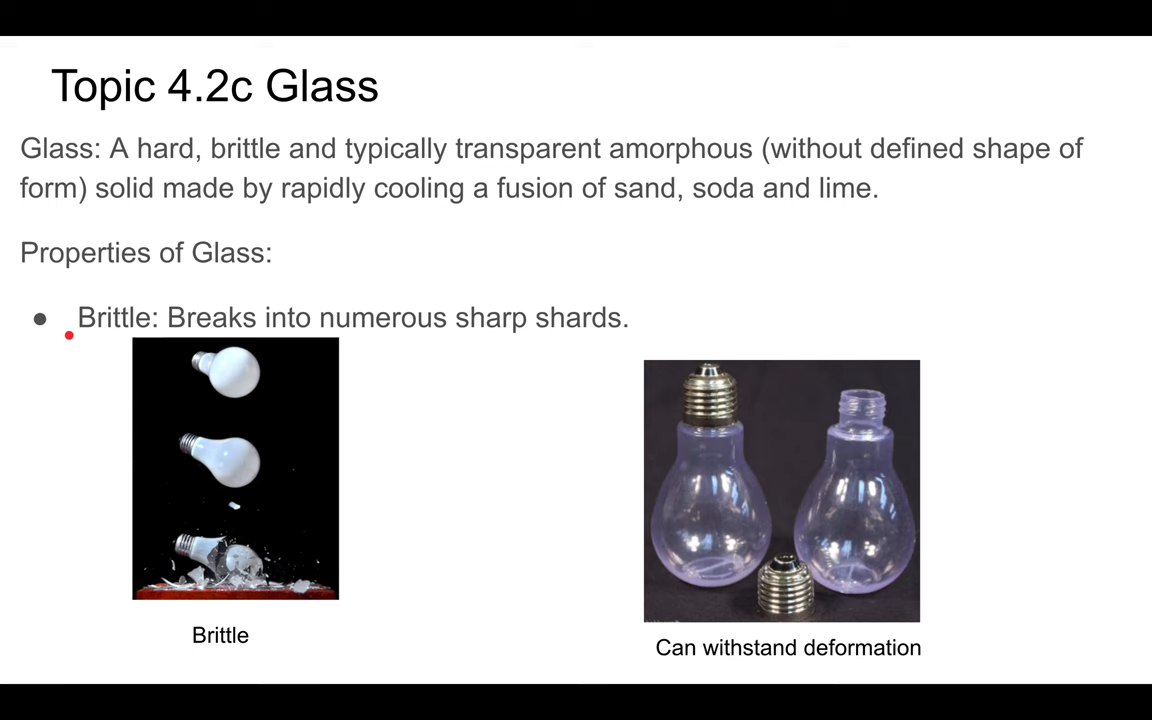 Topic 4.2c Glass
Glass: A hard, brittle and typically transparent amorphous (without defined shape of
form) solid made by rapidly cooling a fusion of sand, soda and lime.
Properties of Glass:
● Brittle: Breaks into numerous sharp shards.
Brittle
Can withstand deformation